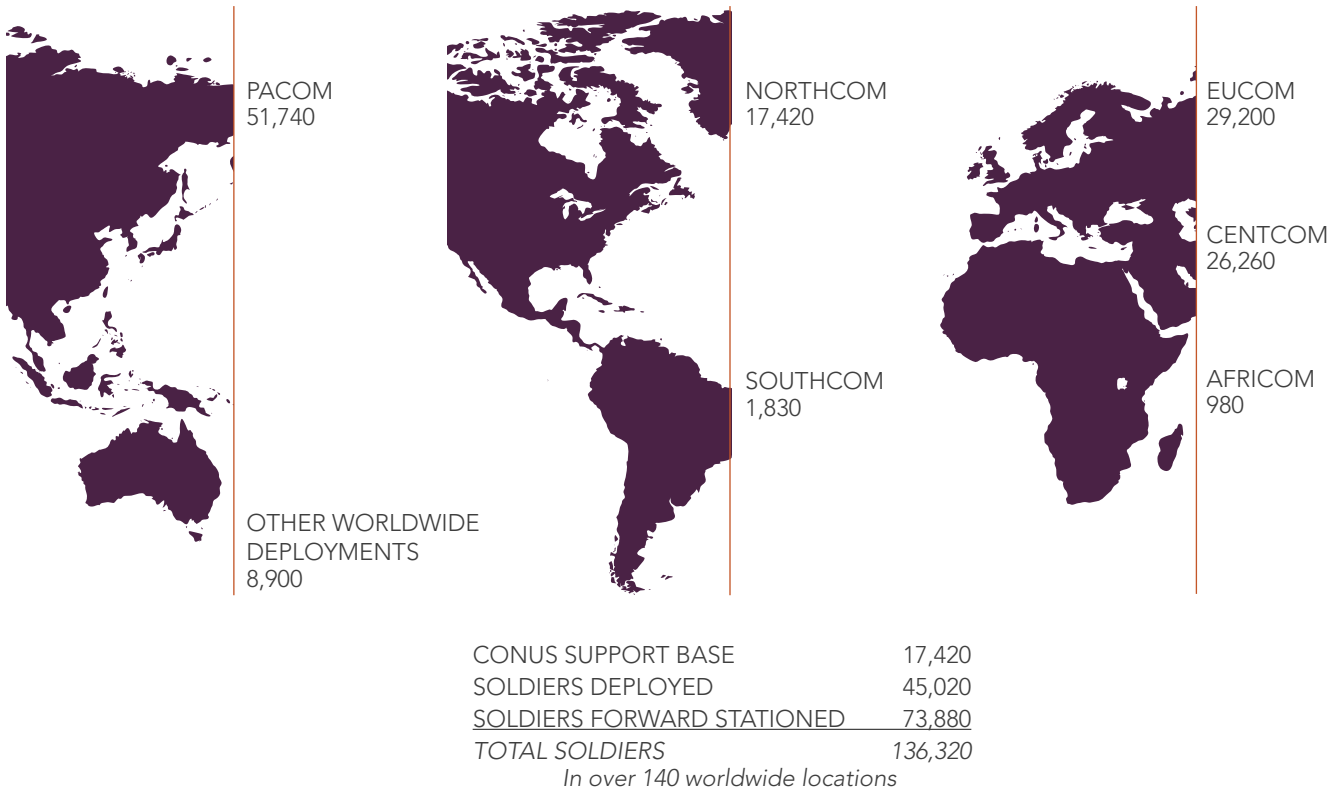 PACOM
51,740
OTHER WORLDWIDE
DEPLOYMENTS
8,900
NORTHCOM
17,420
SOUTHCOM
1,830
EUCOM
29,200
CENTCOM
26,260
AFRICOM
980
CONUS SUPPORT BASE 17,420
SOLDIERS DEPLOYED 45,020
SOLDIERS FORWARD STATIONED 73,880
TOTAL SOLDIERS 136,320
In over 140 worldwide locations